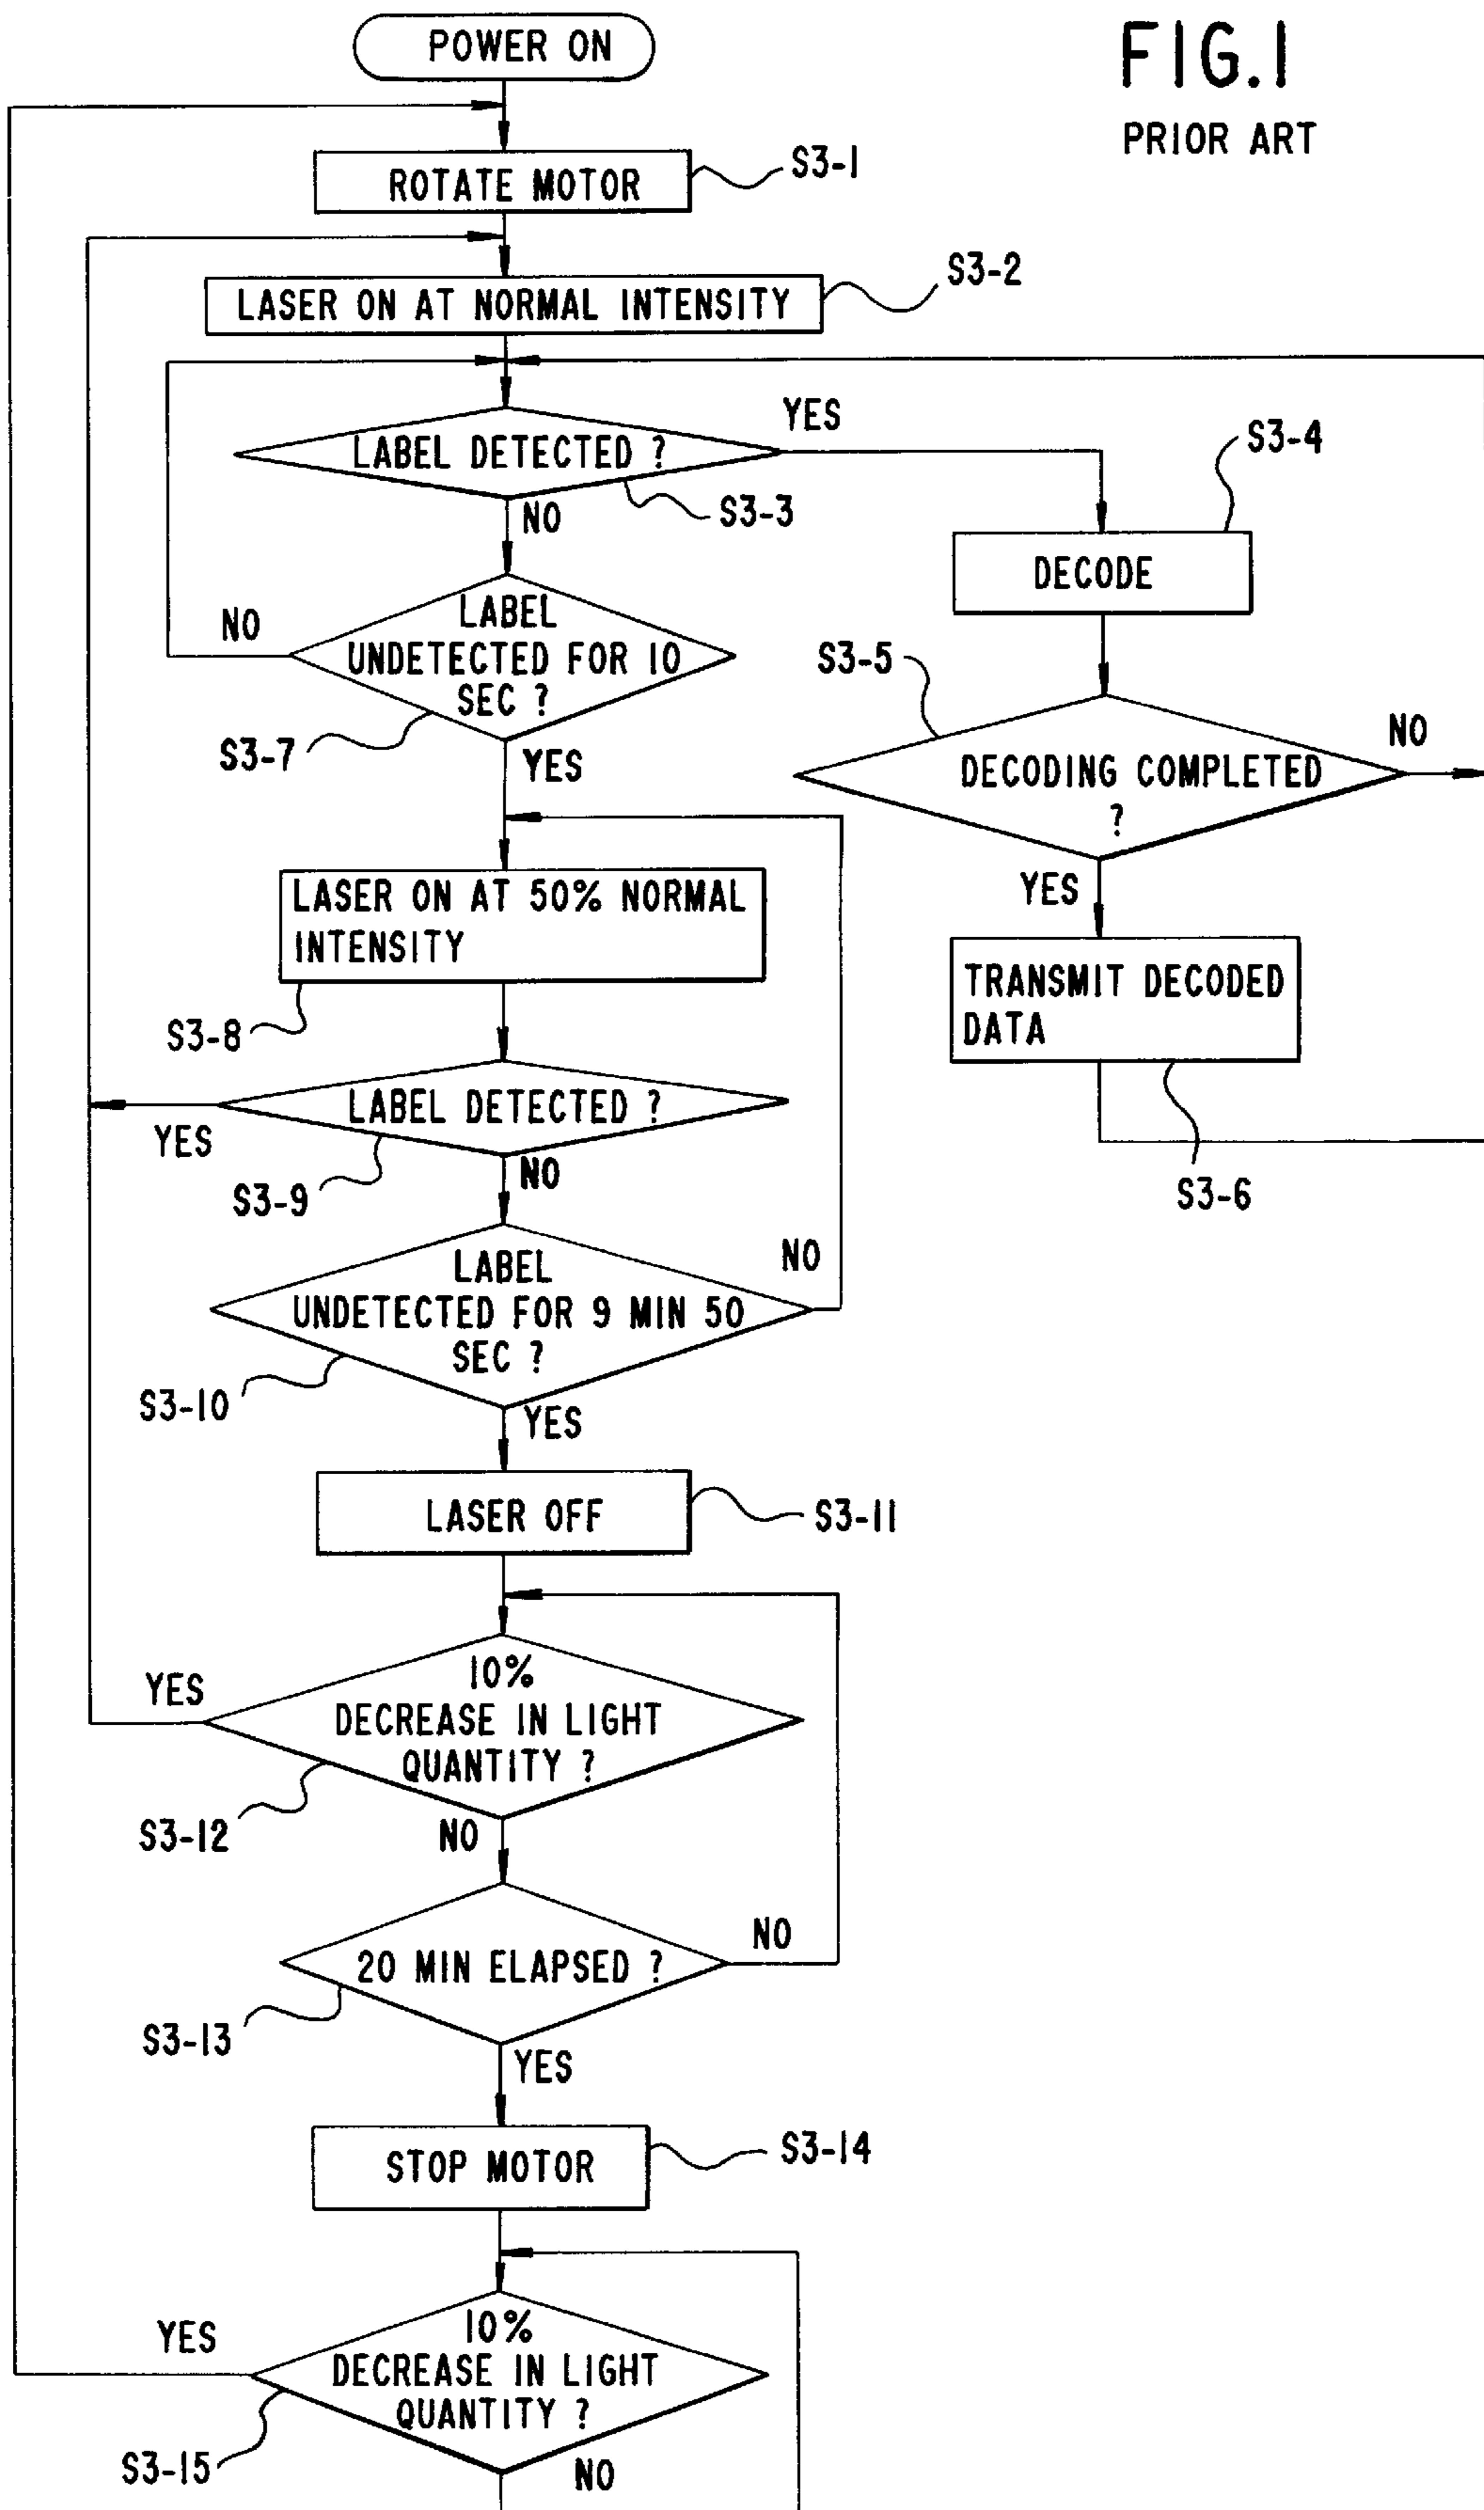 FIG.1
PRIOR ART
POWER ON
ROTATE MOTOR
S3-1
LASER ON AT NORMAL INTENSITY
S3-2
LABEL DETECTED ?
YES
S3-3
NO
S3-4
DECODE
LABEL
UNDETECTED FOR 10
SEC ?
NO
S3-7
YES
S3-5
DECODING COMPLETED
?
NO
YES
TRANSMIT DECODED
DATA
S3-6
LASER ON AT 50% NORMAL
INTENSITY
S3-8
LABEL DETECTED ?
YES
S3-9
NO
LABEL
UNDETECTED FOR 9 MIN 50
SEC ?
NO
S3-10
YES
LASER OFF
S3-11
10%
DECREASE IN LIGHT
QUANTITY ?
YES
S3-12
NO
20 MIN ELAPSED ?
NO
S3-13
YES
STOP MOTOR
S3-14
10%
DECREASE IN LIGHT
QUANTITY ?
YES
S3-15
NO